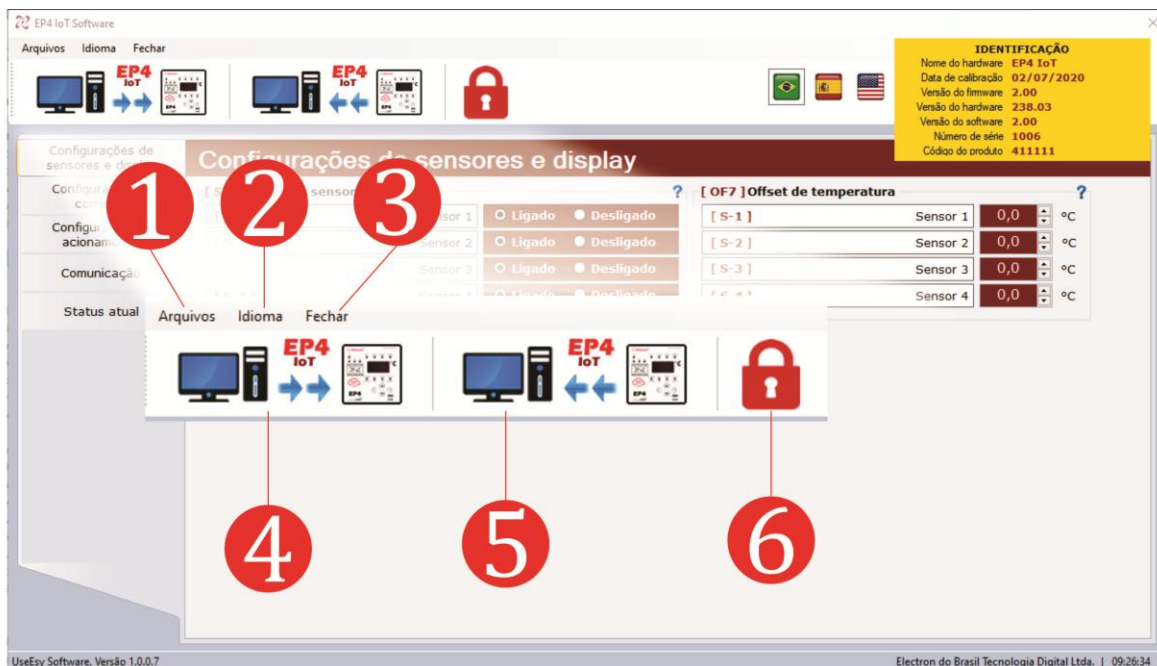 EP4 IoT Software
Arquivos Idioma Fechar
EP4
IoT
EP4
IoT
IDENTIFICAÇÃO
Nome do hardware EP4 IoT
Data de calibração 02/07/2020
Versão do firmware 2.00
Versão do hardware 238.03
Versão do software 2.00
Número de série 1006
Código do produto 411111
Configurações de
sensores e
Configurações de sensores e display
1
2
3
[ OF7 ]Offset de temperatura
?
?
[ S-1 ] Sensor 1 0,0 ºC
[ S-2 ] Sensor 2 0,0 ºC
[ S-3 ] Sensor 3 0,0 ºC
Sensor 4 0,0 ºC
Ligado Desligado
Sensor 2 Ligado Desligado
Sensor 3 Ligado Desligado
Comunicação
Status atual
Arquivos Idioma Fechar
EP4
IoT
EP4
IoT
4
5
6
UseEsy Software, Versão 1.0.0.7
Electron do Brasil Tecnologia Digital Ltda. | 09:26:34